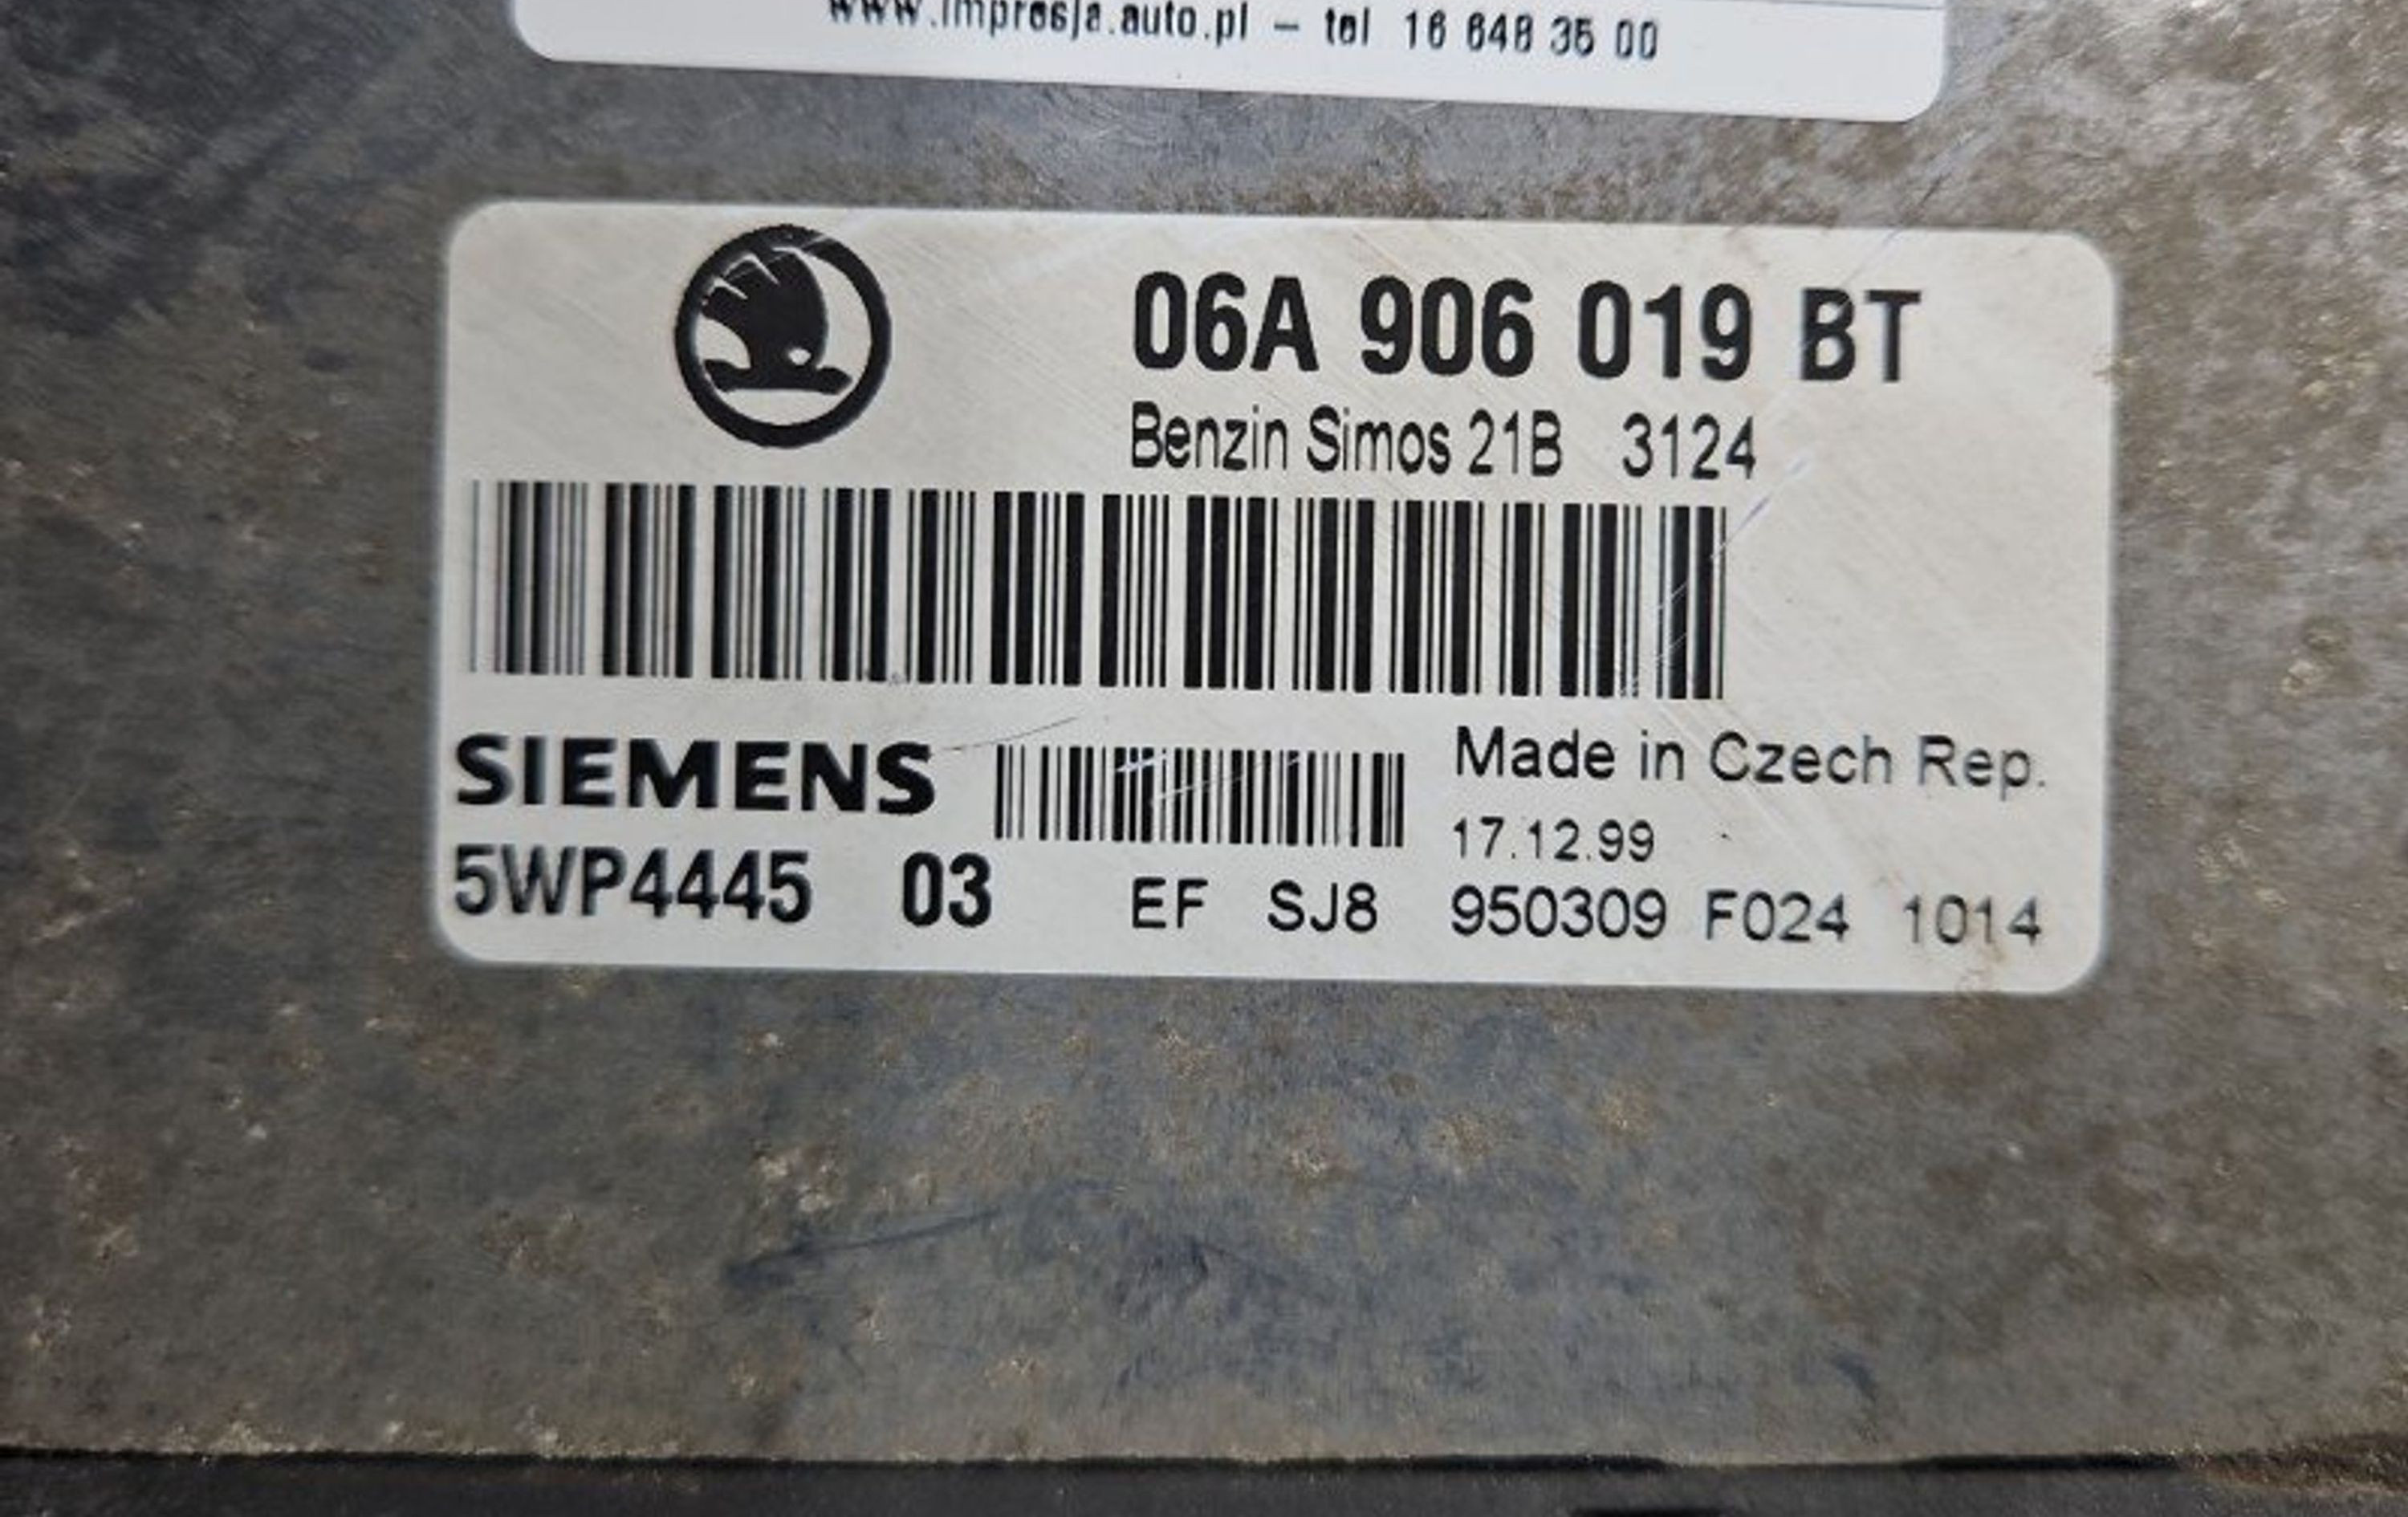 www.impresja.auto.pl – tel 16 648 35 00
06A 906 019 BT
Benzin Simos 21B 3124
SIEMENS
Made in Czech Rep.
17.12.99
5WP4445 03 EF SJ8 950309 F024 1014